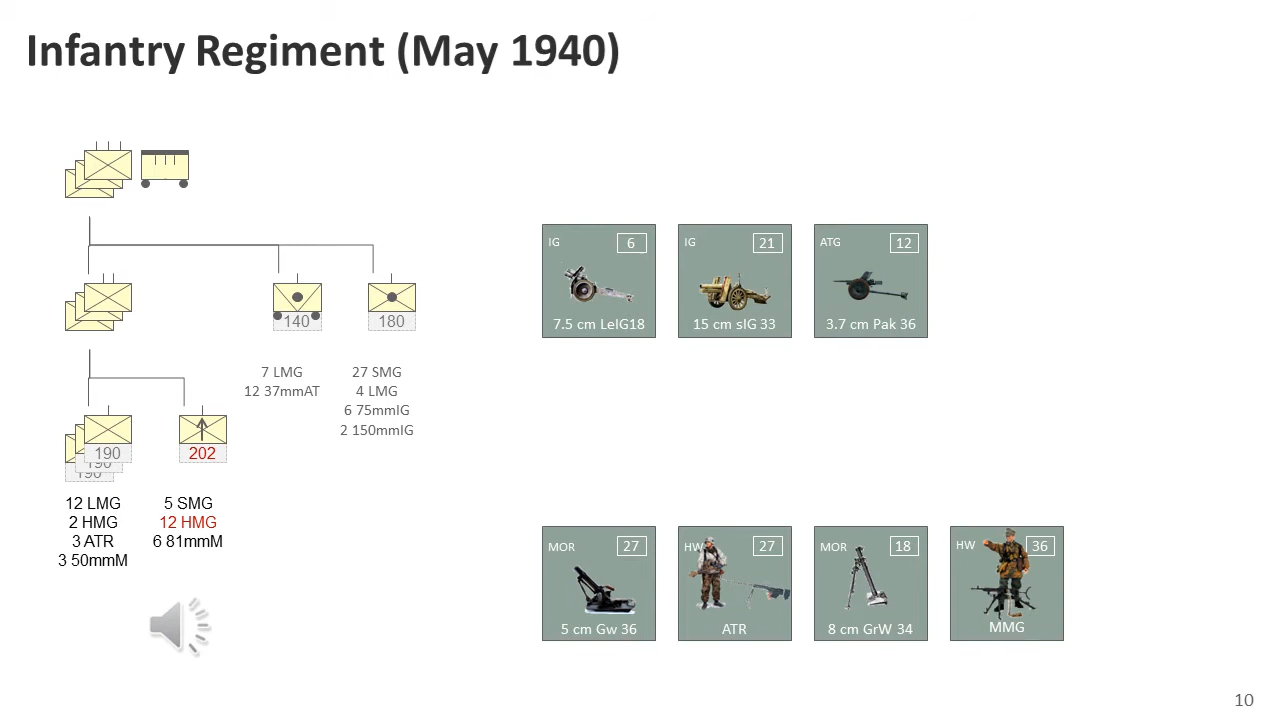 Infantry Regiment (May 1940)
140
180
7 LMG
12 37mmAT
27 SMG
4 LMG
6 75mmIG
2 150mmIG
190
190
190
202
12 LMG
2 HMG
3 ATR
3 50mmM
5 SMG
12 HMG
6 81mmM
IG
6
7.5 cm LeIG18
IG
21
15 cm sIG 33
ATG
12
3.7 cm Pak 36
MOR
27
5 cm Gw 36
HW
27
ATR
MOR
18
8 cm GrW 34
HW
36
MMG
10